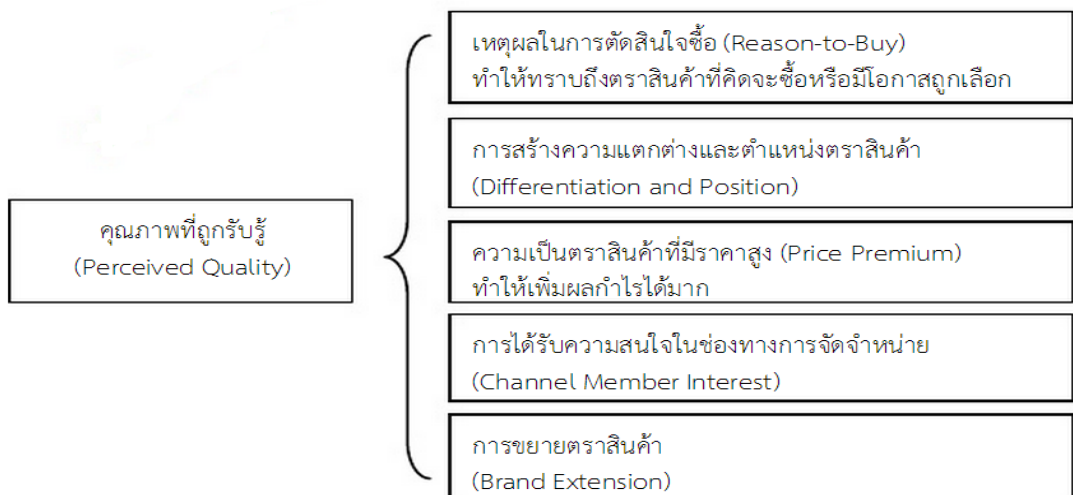 คุณภาพที่ถูกรับรู้
(Perceived Quality)
เหตุผลในการตัดสินใจซื้อ (Reason-to-Buy)
ทำให้ทราบถึงตราสินค้าที่คิดจะซื้อหรือมีโอกาสถูกเลือก
การสร้างความแตกต่างและตำแหน่งตราสินค้า
(Differentiation and Position)
ความเป็นตราสินค้าที่มีราคาสูง (Price Premium)
ทำให้เพิ่มผลกำไรได้มาก
การได้รับความสนใจในช่องทางการจัดจำหน่าย
(Channel Member Interest)
การขยายตราสินค้า
(Brand Extension)